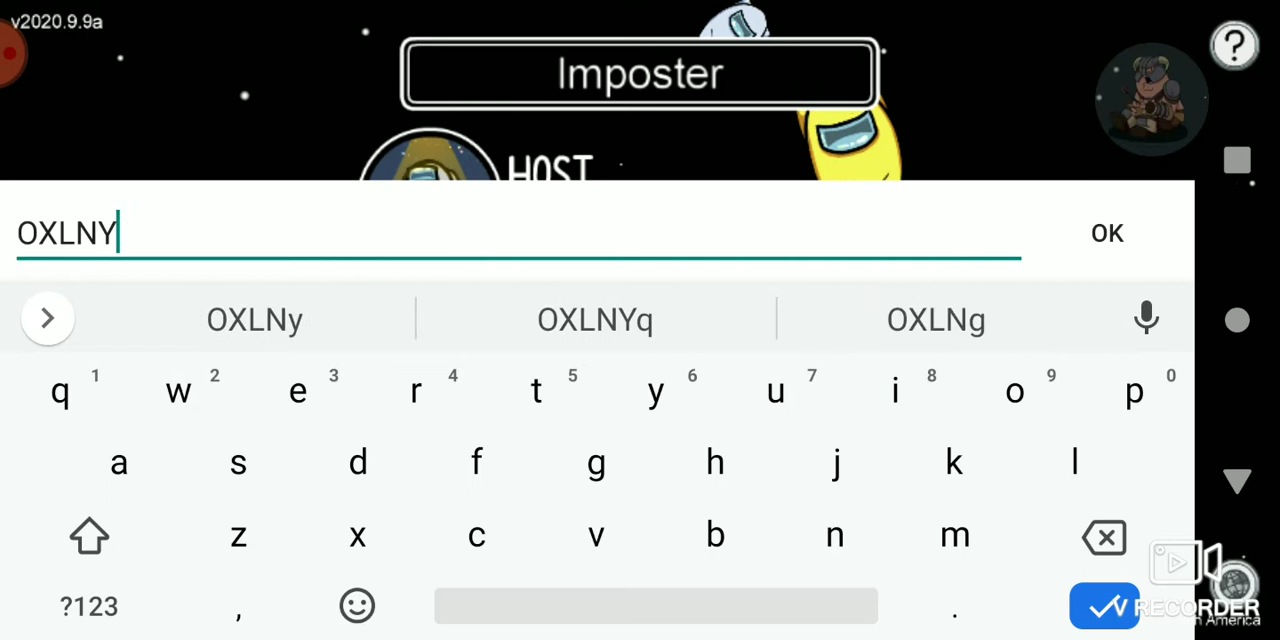 v2020.9.9a
?
Imposter
HOST
OXLNY
OK
OXLNy OXLNYq OXLNg
q 1 w 2 e 3 r 4 t 5 y 6 u 7 i 8 o 9 p 0
a s d f g h j k l
z x c v b n m
?123 , .
V RECORDER
America